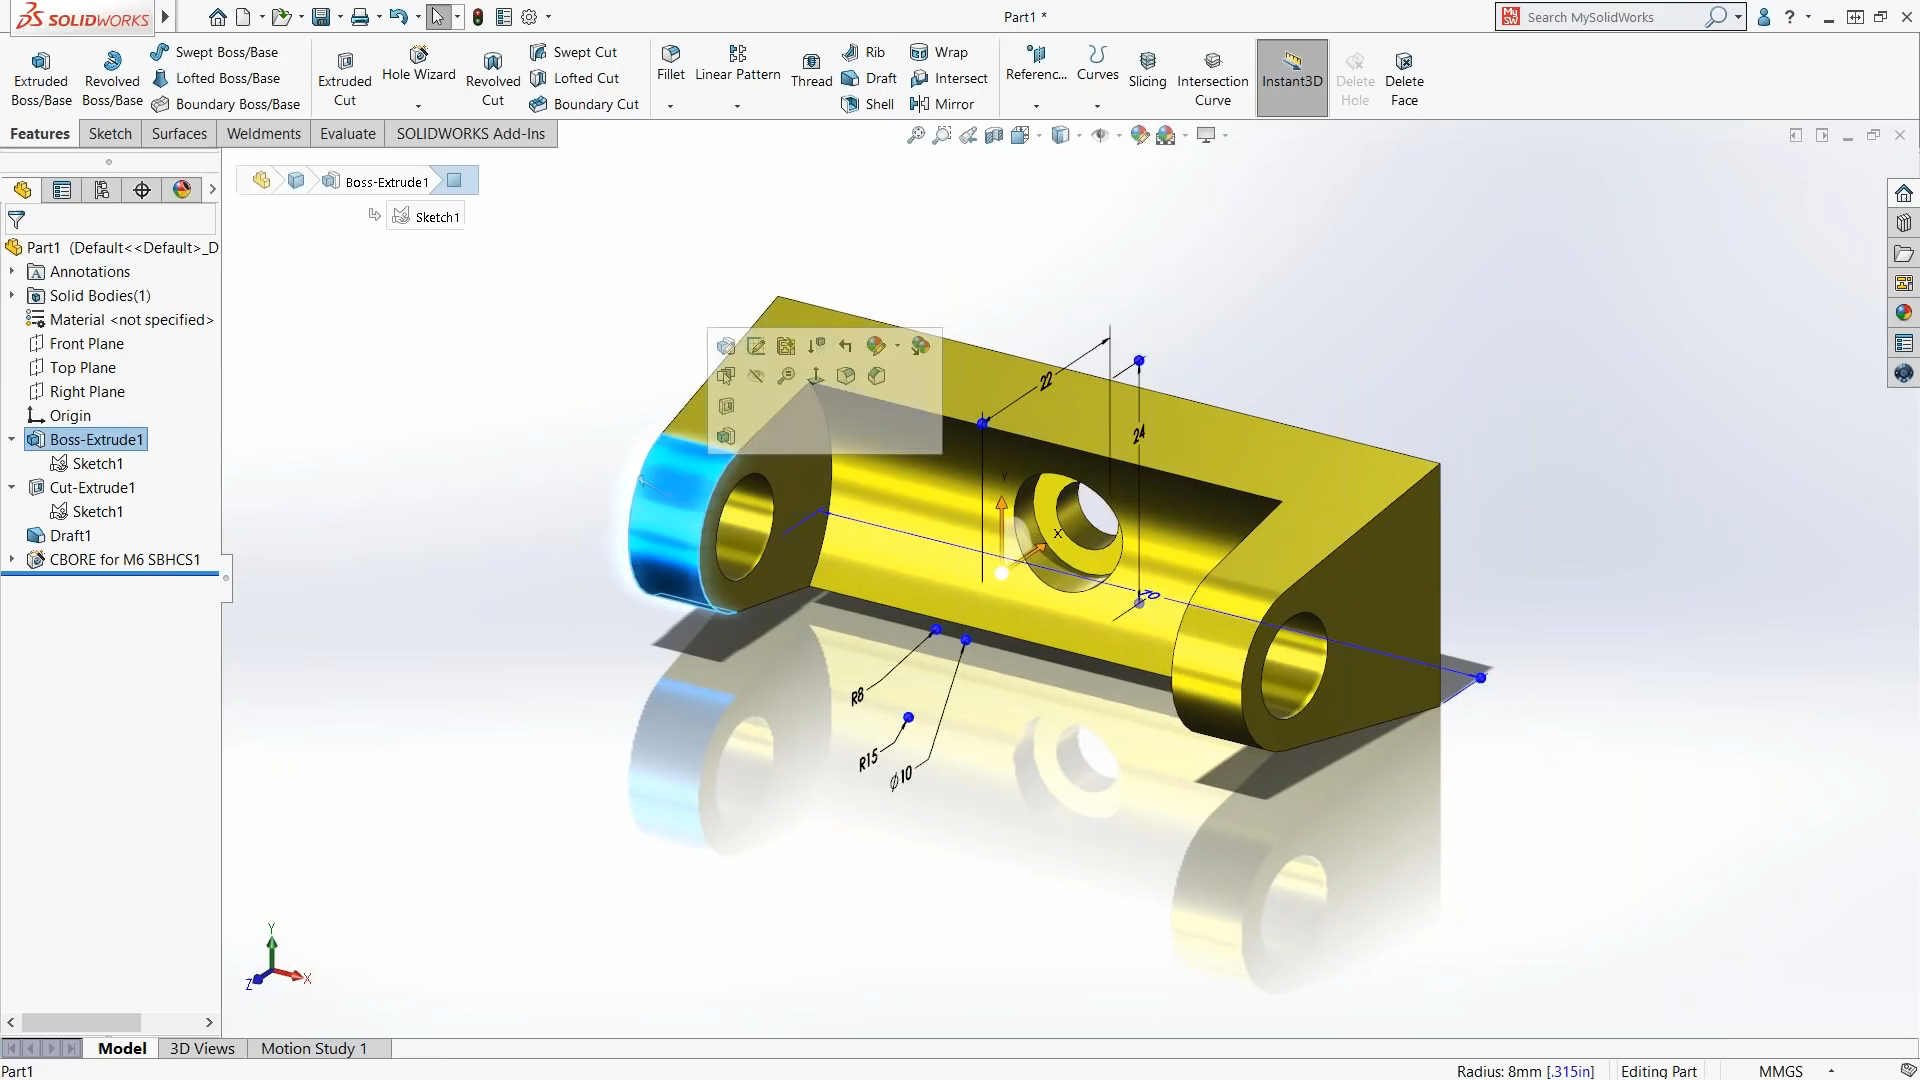 SOLIDWORKS
Part1 *
Search MySolidWorks
My
SW
?
Extruded
Boss/Base
Revolved
Boss/Base
Swept Boss/Base
Lofted Boss/Base
Boundary Boss/Base
Extruded
Cut
Hole Wizard
Revolved
Cut
Swept Cut
Lofted Cut
Boundary Cut
Fillet
Linear Pattern
Thread
Rib
Draft
Shell
Wrap
Intersect
Mirror
Referenc...
Curves
Slicing
Intersection
Curve
Instant3D
Delete
Hole
Delete
Face
Features
Sketch
Surfaces
Weldments
Evaluate
SOLIDWORKS Add-Ins
Boss-Extrude1
Sketch1
Part1 (Default<<Default>_D
Annotations
Solid Bodies(1)
Material <not specified>
Front Plane
Top Plane
Right Plane
Origin
Boss-Extrude1
Sketch1
Cut-Extrude1
Sketch1
Draft1
CBORE for M6 SBHCS1
22
24
Y
X
70
R8
R15
Ø10
Y
X
Z
Model
3D Views
Motion Study 1
Part1
Radius: 8mm [.315in]
Editing Part
MMGS